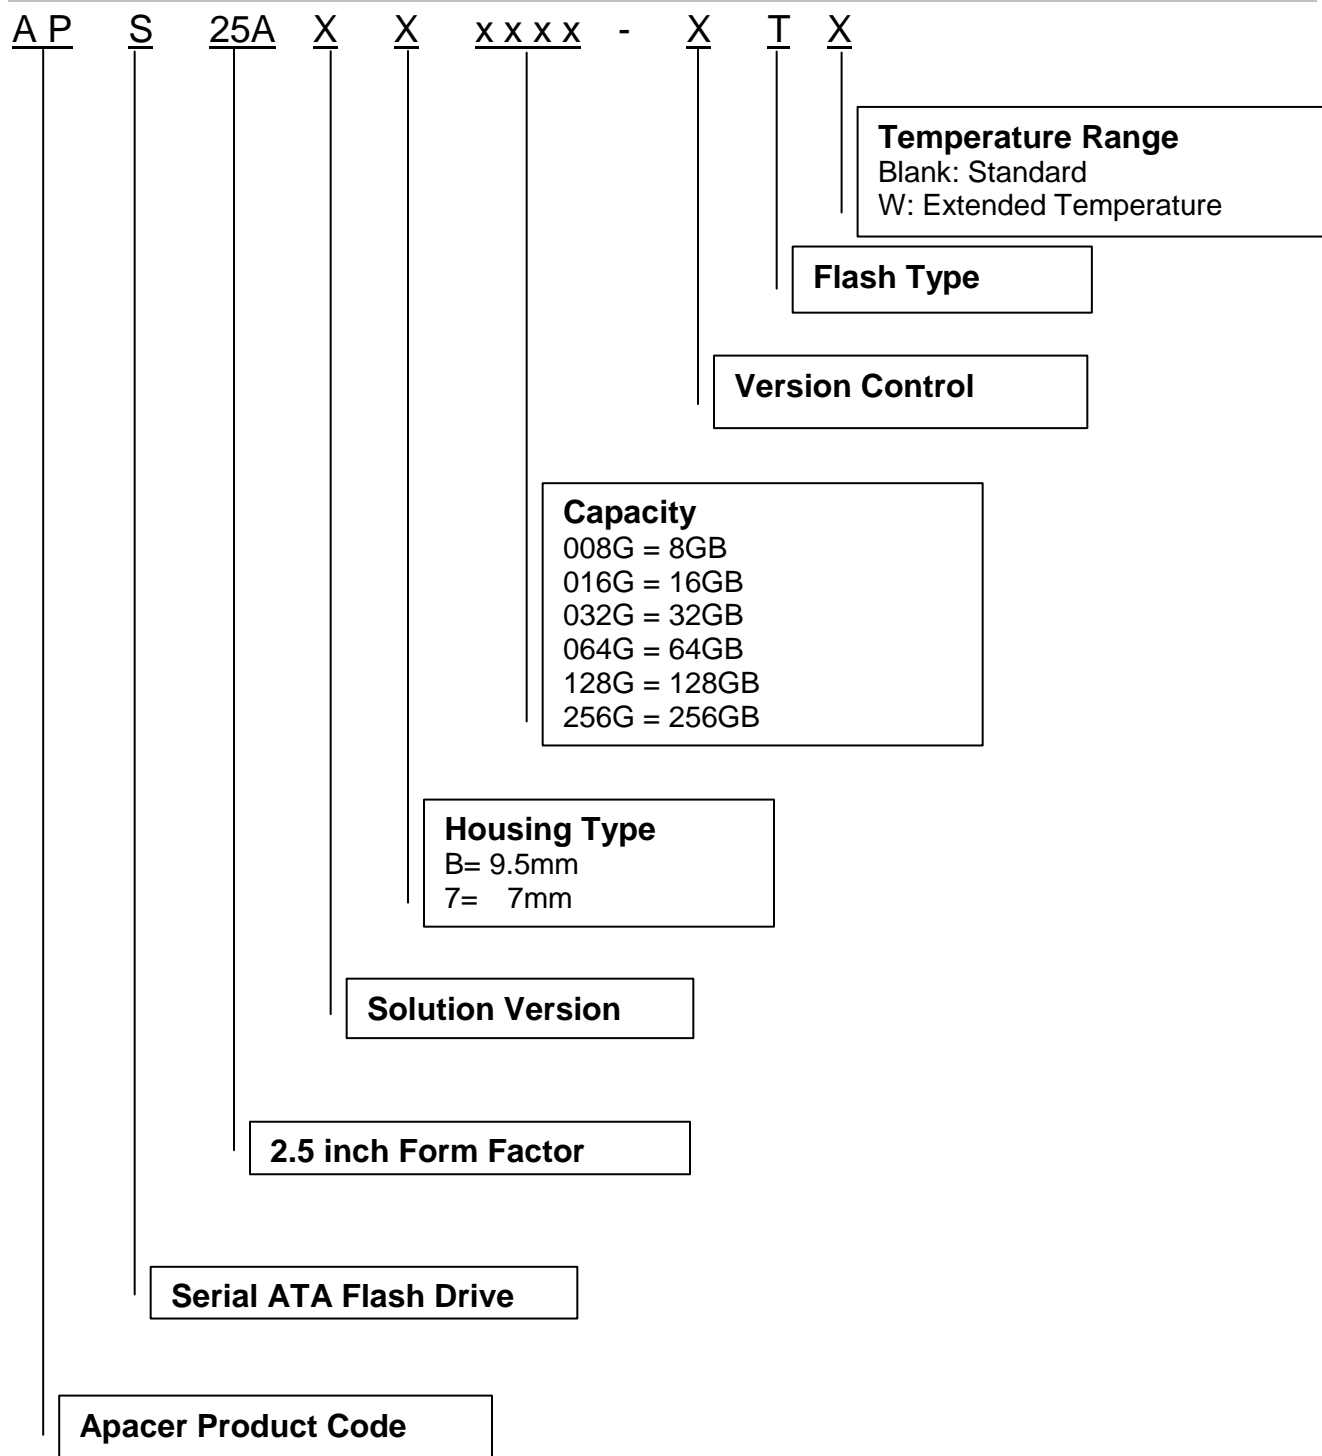 A P S 25A X X x x x x - X T X
Temperature Range
Blank: Standard
W: Extended Temperature
Flash Type
Version Control
Capacity
008G = 8GB
016G = 16GB
032G = 32GB
064G = 64GB
128G = 128GB
256G = 256GB
Housing Type
B= 9.5mm
7= 7mm
Solution Version
2.5 inch Form Factor
Serial ATA Flash Drive
Apacer Product Code